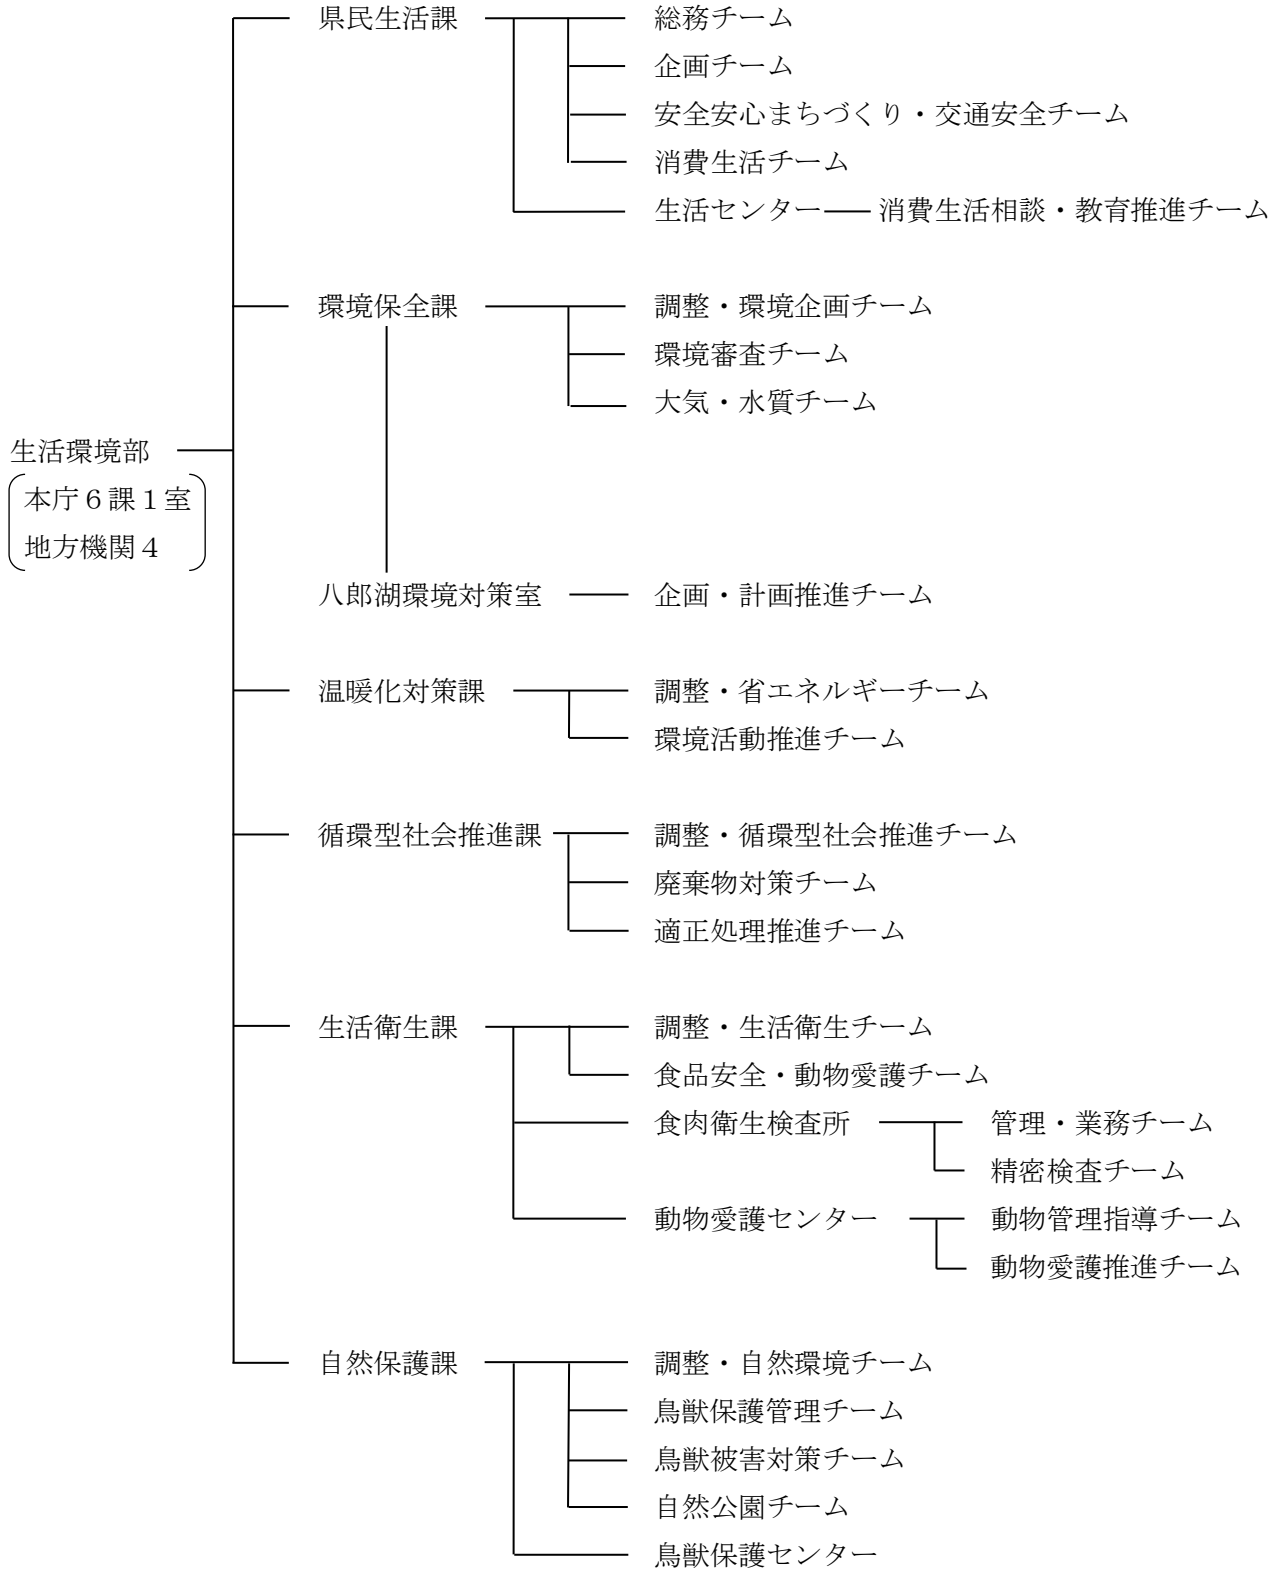 県民生活課 総務チーム
企画チーム
安全安心まちづくり・交通安全チーム
消費生活チーム
生活センター 消費生活相談・教育推進チーム
環境保全課 調整・環境企画チーム
環境審査チーム
大気・水質チーム
生活環境部
本庁６課１室
地方機関４
八郎湖環境対策室 企画・計画推進チーム
温暖化対策課 調整・省エネルギーチーム
環境活動推進チーム
循環型社会推進課 調整・循環型社会推進チーム
廃棄物対策チーム
適正処理推進チーム
生活衛生課 調整・生活衛生チーム
食品安全・動物愛護チーム
食肉衛生検査所 管理・業務チーム
精密検査チーム
動物愛護センター 動物管理指導チーム
動物愛護推進チーム
自然保護課 調整・自然環境チーム
鳥獣保護管理チーム
鳥獣被害対策チーム
自然公園チーム
鳥獣保護センター